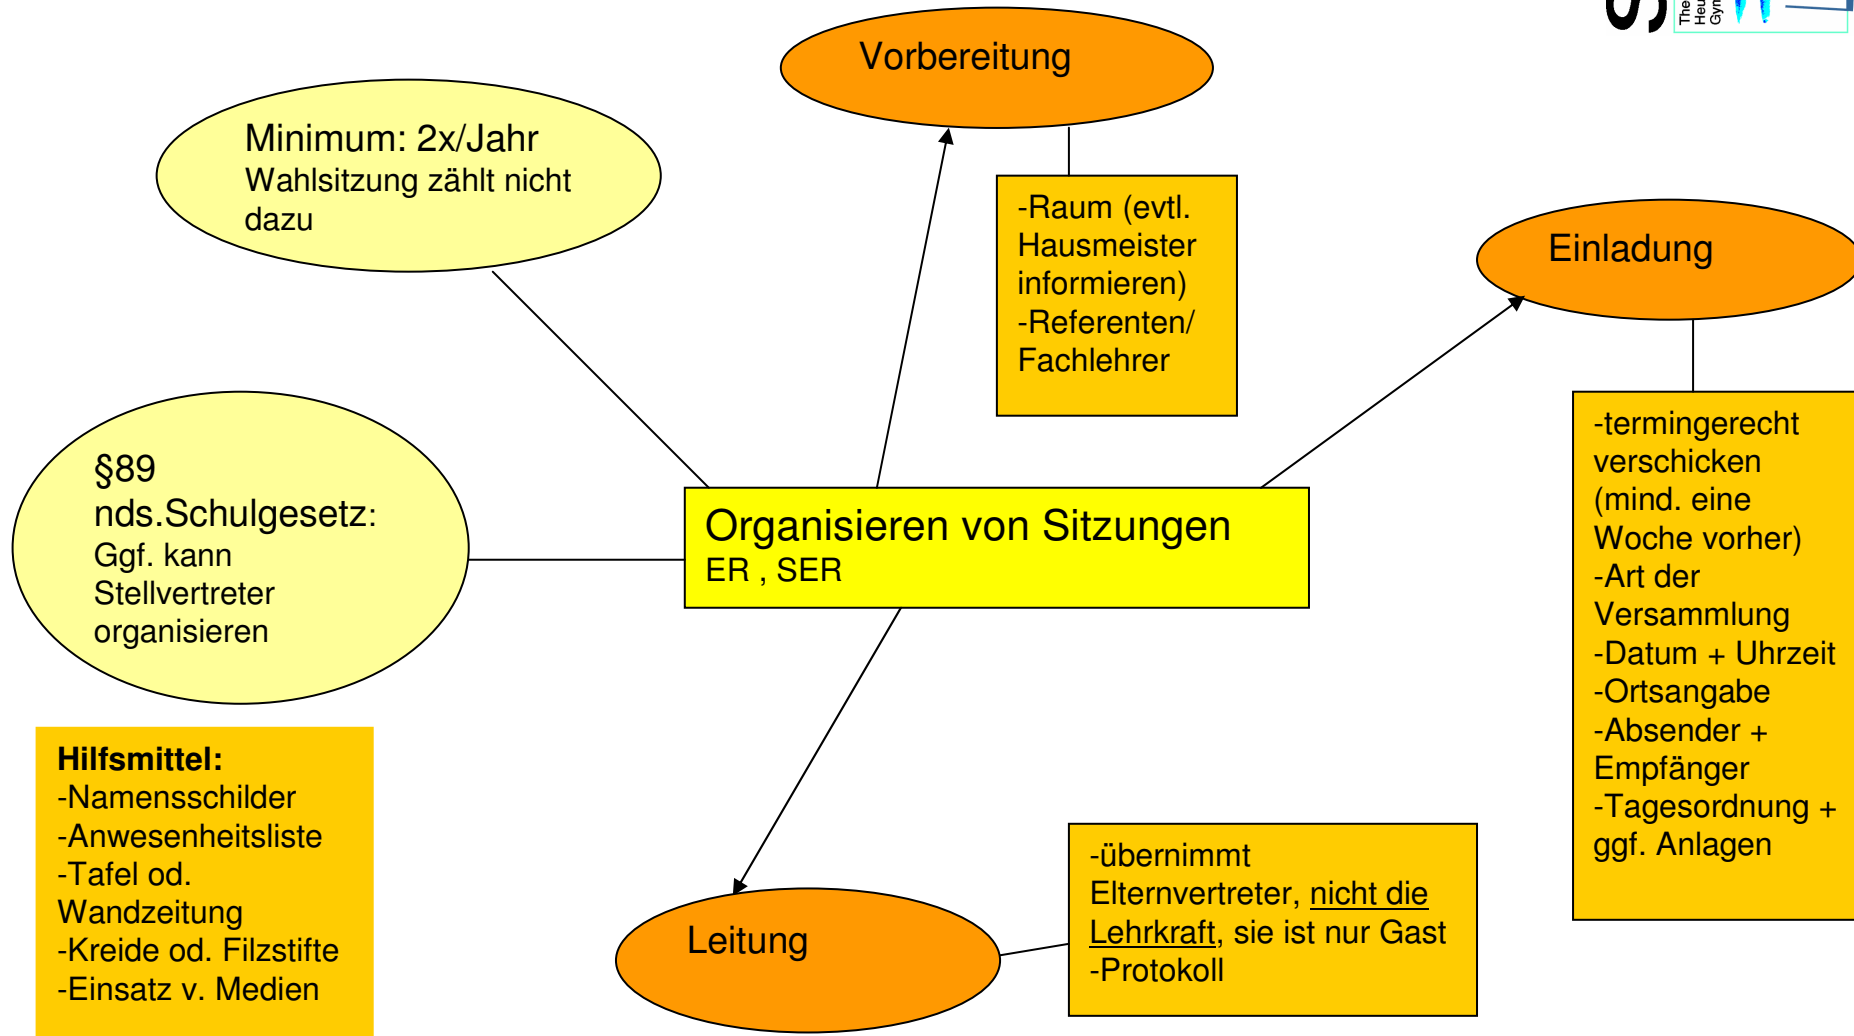 S
The
Heu
Gym
Vorbereitung
Minimum: 2x/Jahr
Wahlsitzung zählt nicht
dazu
-Raum (evtl.
Hausmeister
informieren)
-Referenten/
Fachlehrer
Einladung
-termingerecht
verschicken
(mind. eine
Woche vorher)
-Art der
Versammlung
-Datum + Uhrzeit
-Ortsangabe
-Absender +
Empfänger
-Tagesordnung +
ggf. Anlagen
§89
nds.Schulgesetz:
Ggf. kann
Stellvertreter
organisieren
Organisieren von Sitzungen
ER , SER
Hilfsmittel:
-Namensschilder
-Anwesenheitsliste
-Tafel od.
Wandzeitung
-Kreide od. Filzstifte
-Einsatz v. Medien
Leitung
-übernimmt
Elternvertreter, nicht die
Lehrkraft, sie ist nur Gast
-Protokoll